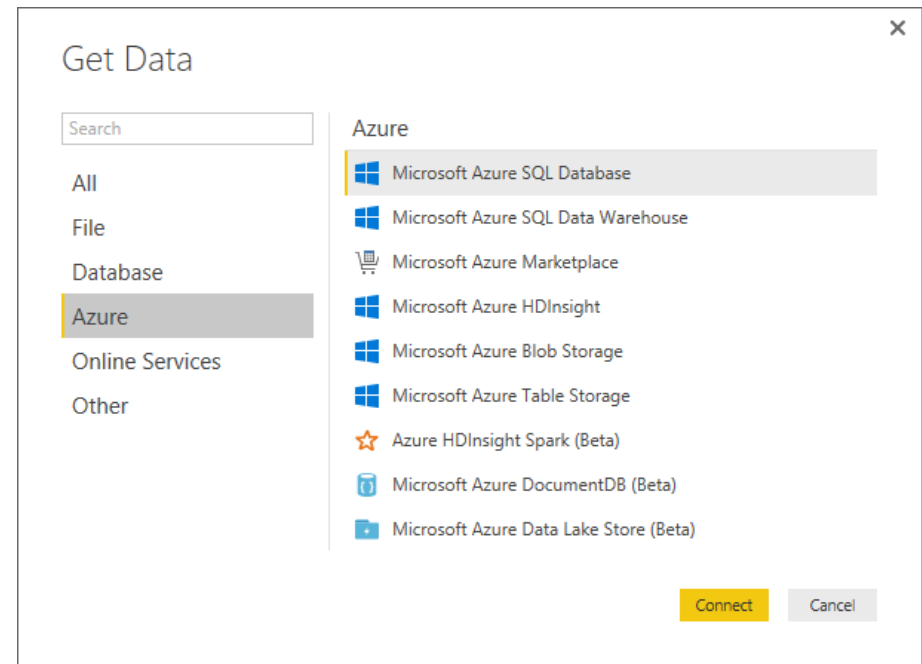 Get Data
Search
All
File
Database
Azure
Online Services
Other
Azure
Microsoft Azure SQL Database
Microsoft Azure SQL Data Warehouse
Microsoft Azure Marketplace
Microsoft Azure HDInsight
Microsoft Azure Blob Storage
Microsoft Azure Table Storage
Azure HDInsight Spark (Beta)
Microsoft Azure DocumentDB (Beta)
Microsoft Azure Data Lake Store (Beta)
Connect Cancel